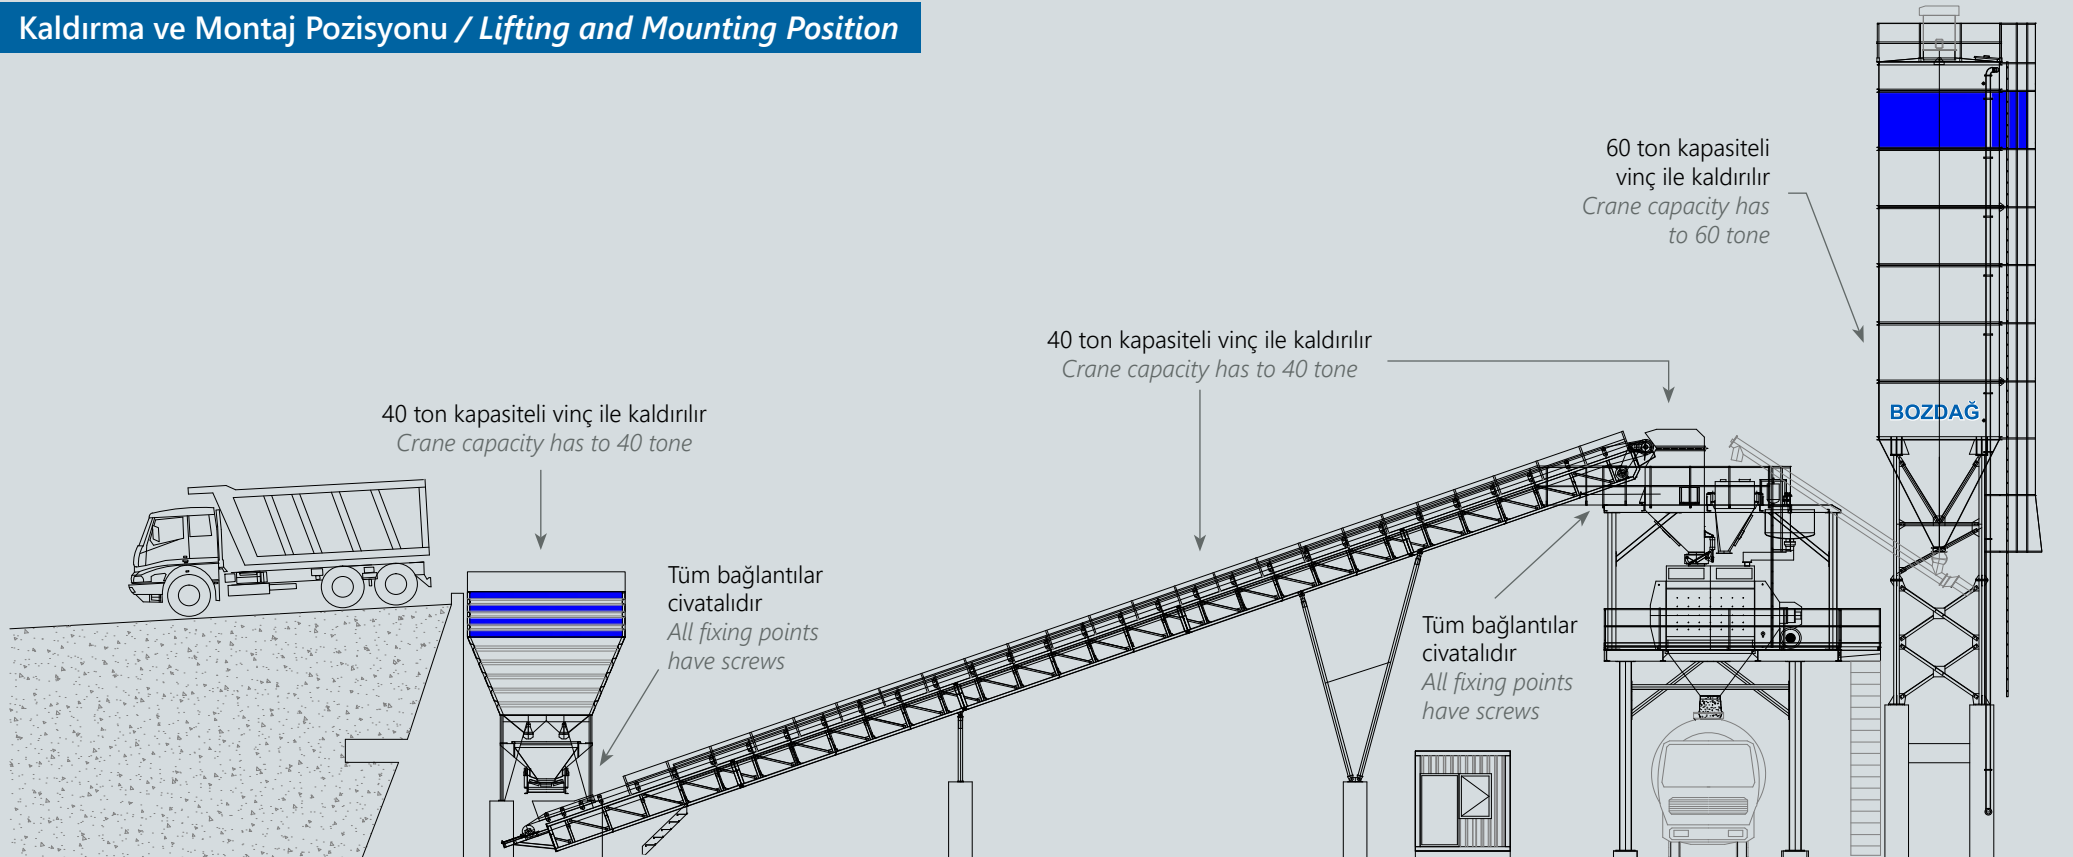 Kaldırma ve Montaj Pozisyonu / Lifting and Mounting Position
60 ton kapasiteli
vinç ile kaldırılır
Crane capacity has
to 60 tone
40 ton kapasiteli vinç ile kaldırılır
Crane capacity has to 40 tone
40 ton kapasiteli vinç ile kaldırılır
Crane capacity has to 40 tone
BOZDAĞ
Tüm bağlantılar
civatalıdır
All fixing points
have screws
Tüm bağlantılar
civatalıdır
All fixing points
have screws